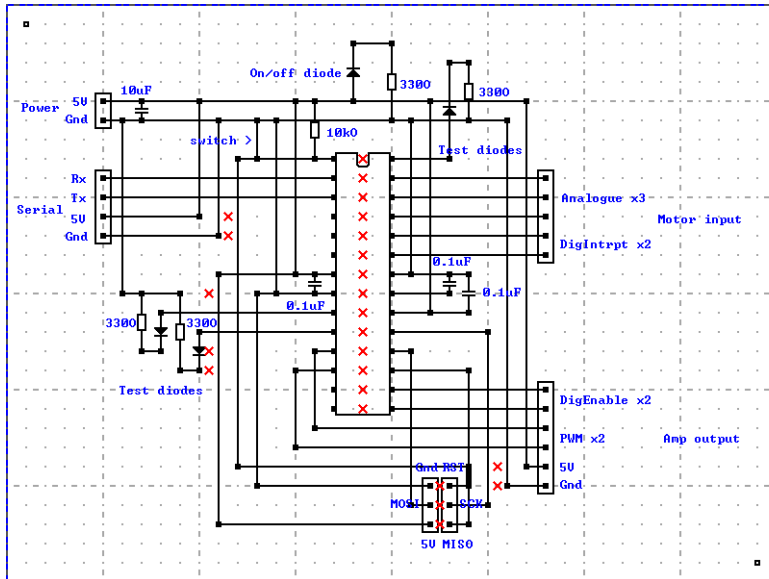 On/off diode
10uF
3300
3300
Power
5V
Gnd
switch >
10k0
Test diodes
Rx
Tx
Serial
5V
Gnd
Analogue x3
Motor input
DigIntrpt x2
0.1uF
0.1uF
0.1uF
3300
3300
Test diodes
DigEnable x2
PWM x2
Amp output
5V
Gnd
Gnd RST
MOSI
SCK
5V MISO